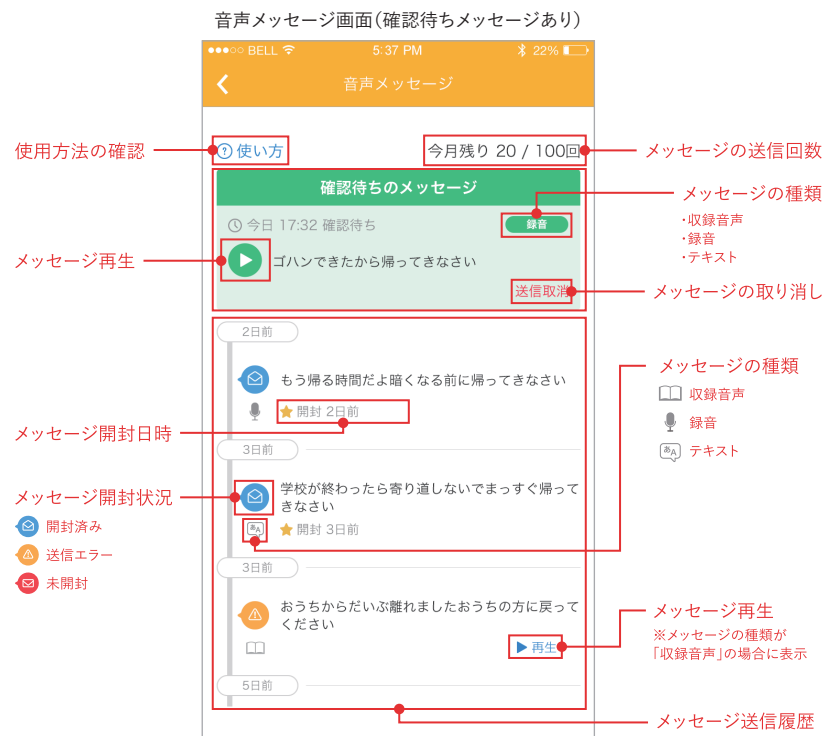 音声メッセージ画面(確認待ちメッセージあり)
BELL 5:37 PM 22%
音声メッセージ
使用方法の確認
? 使い方
今月残り 20 / 100回
メッセージの送信回数
確認待ちのメッセージ
メッセージの種類
・収録音声
・録音
・テキスト
今日 17:32 確認待ち
録音
メッセージ再生
ゴハンできたから帰ってきなさい
送信取消
メッセージの取り消し
2日前
もう帰る時間だよ暗くなる前に帰ってきなさい
開封 2日前
メッセージの種類
収録音声
録音
あA テキスト
メッセージ開封日時
3日前
メッセージ開封状況
開封済み
送信エラー
未開封
学校が終わったら寄り道しないでまっすぐ帰って
きなさい
あA
開封 3日前
3日前
おうちからだいぶ離れましたおうちの方に戻って
ください
再生
メッセージ再生
※メッセージの種類が
「収録音声」の場合に表示
5日前
メッセージ送信履歴